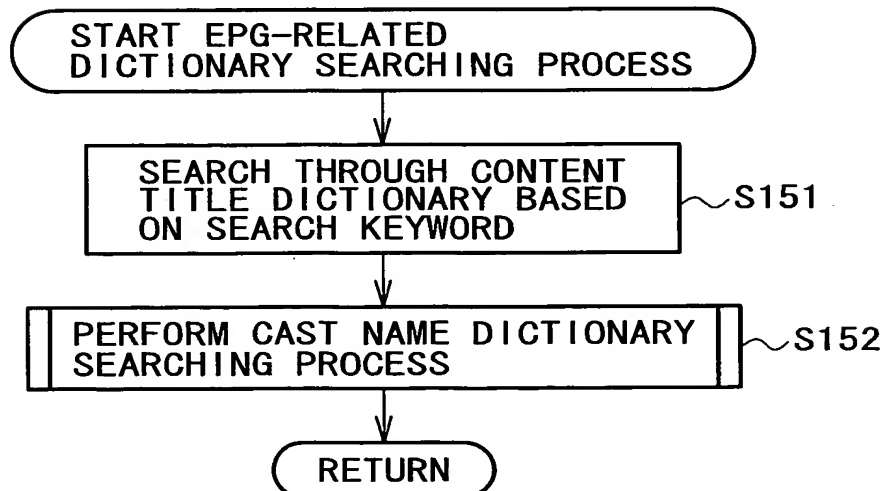 START EPG-RELATED
DICTIONARY SEARCHING PROCESS
SEARCH THROUGH CONTENT
TITLE DICTIONARY BASED
ON SEARCH KEYWORD
S151
PERFORM CAST NAME DICTIONARY
SEARCHING PROCESS
S152
RETURN